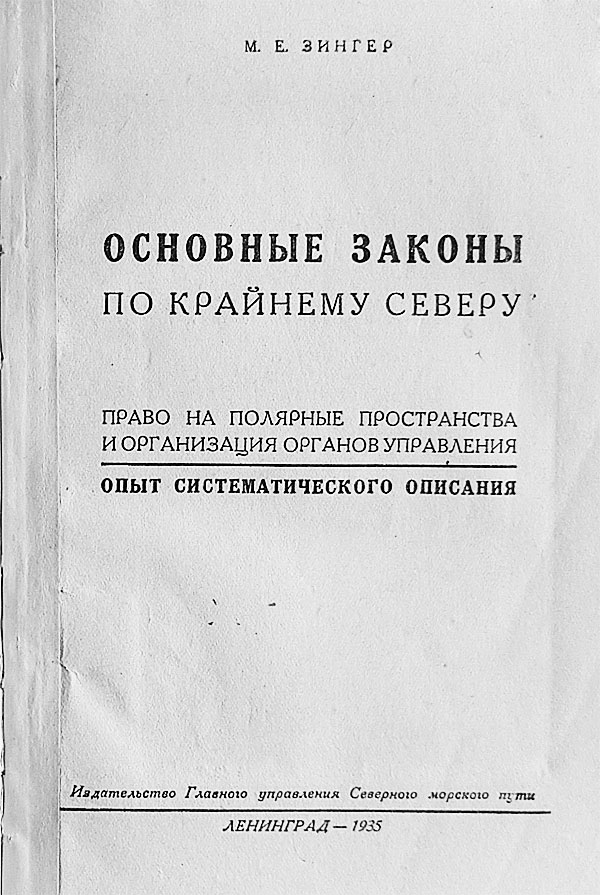 М. Е. ЗИНГЕР
ОСНОВНЫЕ ЗАКОНЫ
ПО КРАЙНЕМУ СЕВЕРУ
ПРАВО НА ПОЛЯРНЫЕ ПРОСТРАНСТВА
И ОРГАНИЗАЦИЯ ОРГАНОВ УПРАВЛЕНИЯ
ОПЫТ СИСТЕМАТИЧЕСКОГО ОПИСАНИЯ
Издательство Главного управления Северного морского пути
ЛЕНИНГРАД — 1935